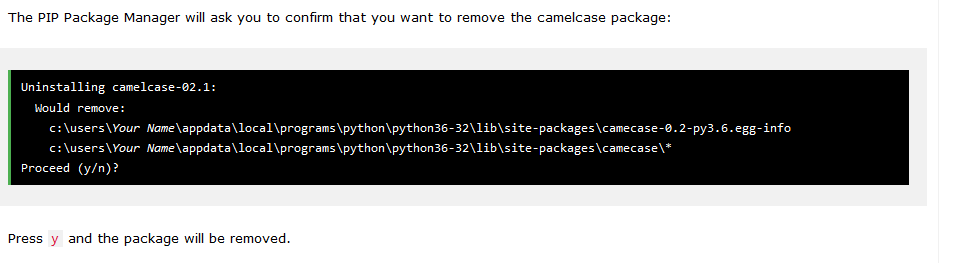 The PIP Package Manager will ask you to confirm that you want to remove the camelcase package:
Uninstalling camelcase-02.1:
Would remove:
c:\users\Your Name\appdata\local\programs\python\python36-32\lib\site-packages\camecase-0.2-py3.6.egg-info
c:\users\Your Name\appdata\local\programs\python\python36-32\lib\site-packages\camecase\*
Proceed (y/n)?
Press y and the package will be removed.